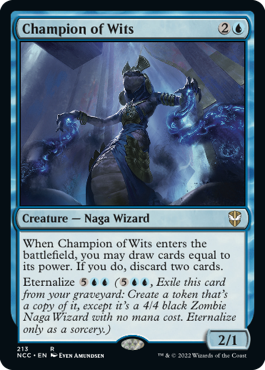 Champion of Wits 2
Creature — Naga Wizard
When Champion of Wits enters the
battlefield, you may draw cards equal to
its power. If you do, discard two cards.
Eternalize 5 (5 , Exile this card
from your graveyard: Create a token that's
a copy of it, except it's a 4/4 black Zombie
Naga Wizard with no mana cost. Eternalize
only as a sorcery.)
2/1
213 R
NCC • EN Even Amundsen
™ & © 2022 Wizards of the Coast